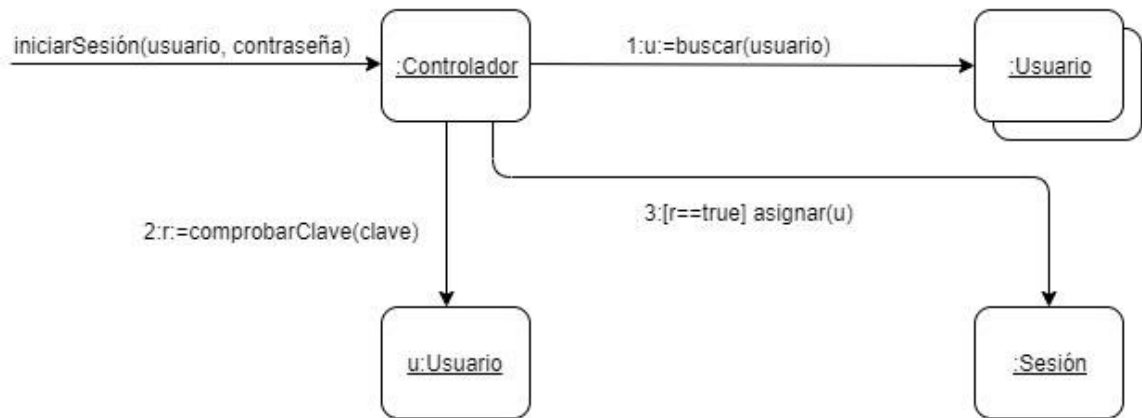 iniciarSesión(usuario, contraseña)
:Controlador
1:u:=buscar(usuario)
:Usuario
3:[r==true] asignar(u)
2:r:=comprobarClave(clave)
u:Usuario
:Sesión